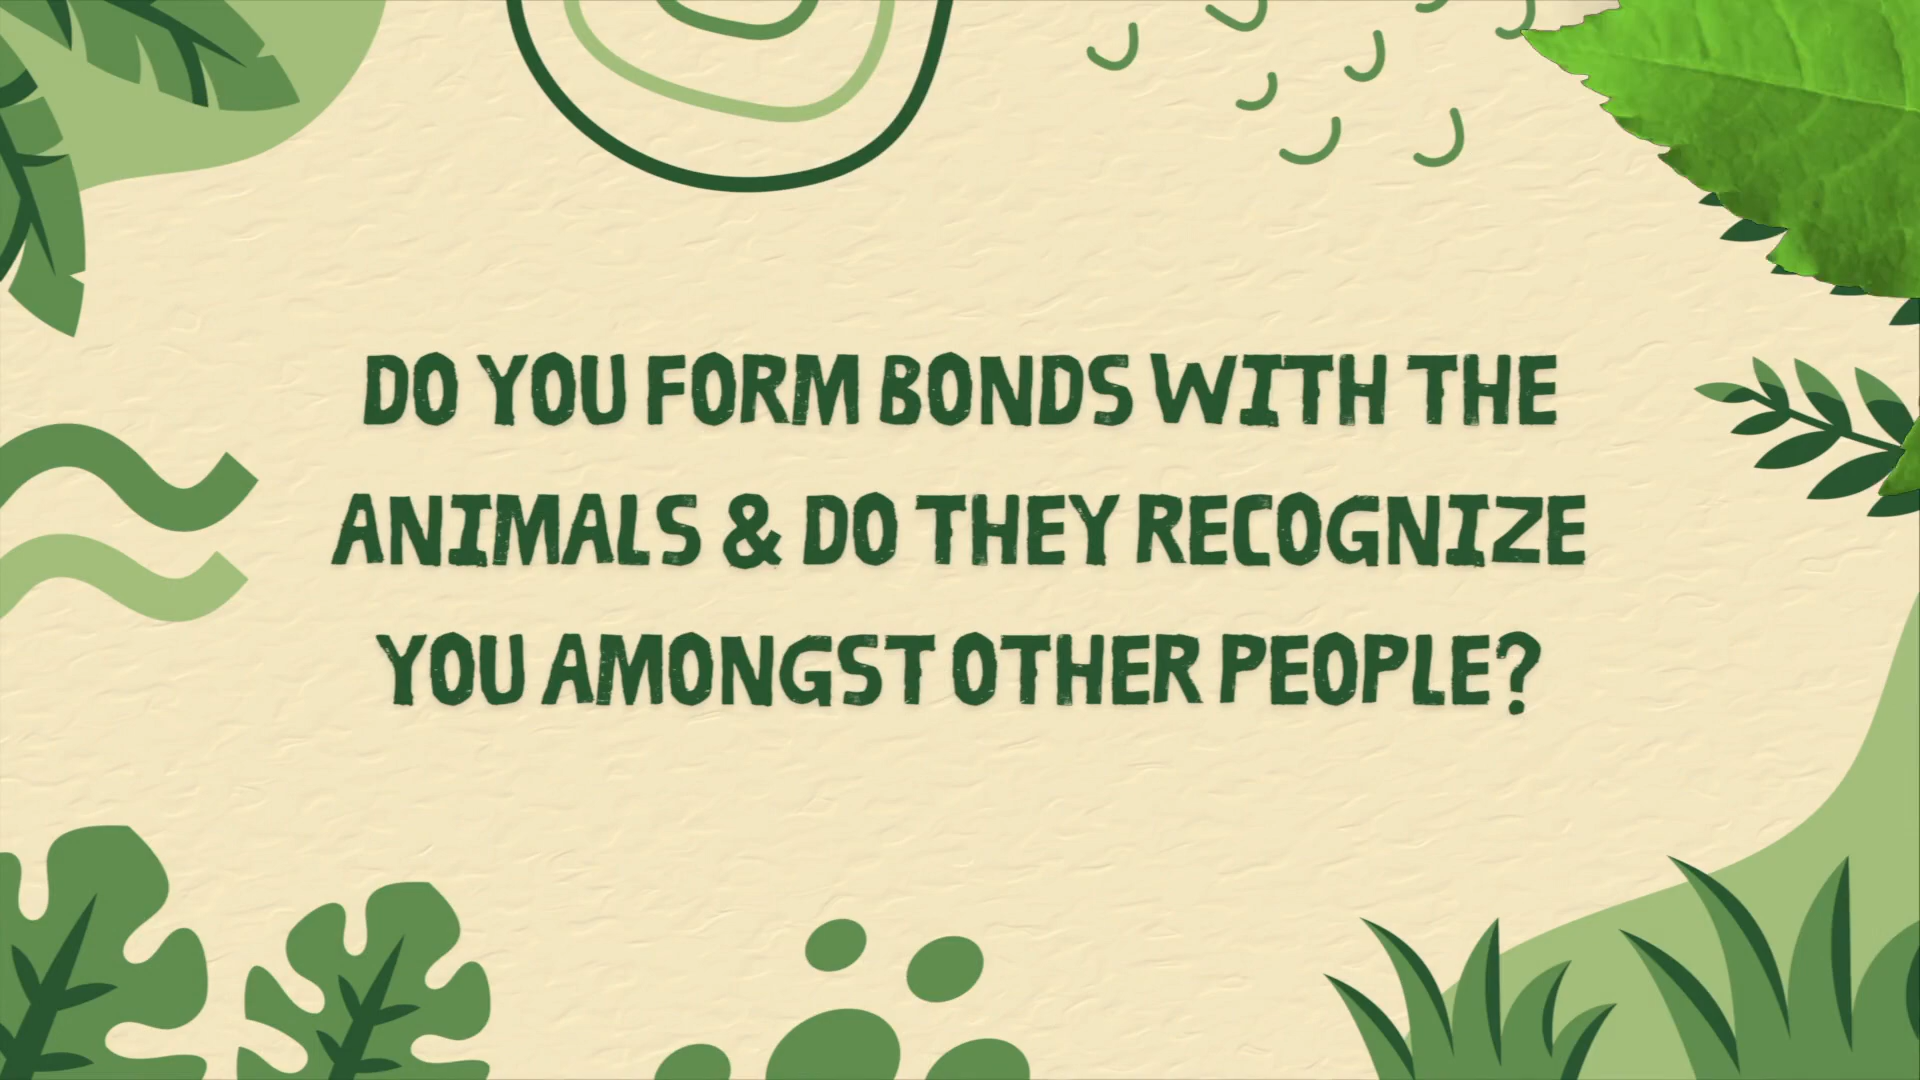 DO YOU FORM BONDS WITH THE
ANIMALS & DO THEY RECOGNIZE
YOU AMONGST OTHER PEOPLE?